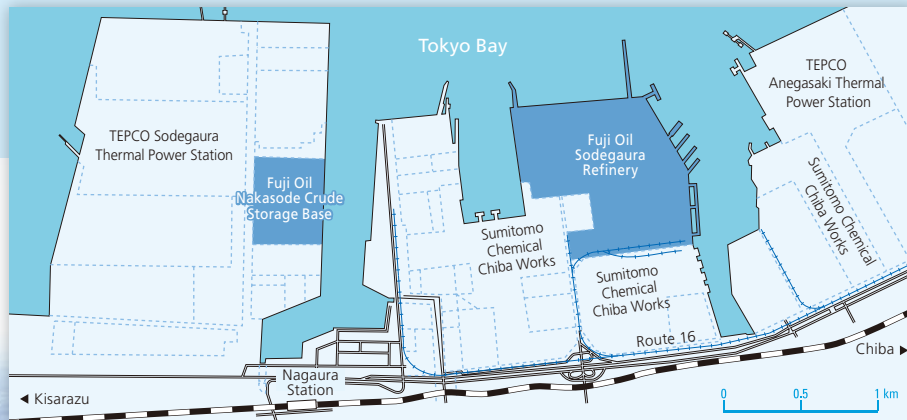 Tokyo Bay
TEPCO
Anegasaki Thermal
Power Station
TEPCO Sodegaura
Thermal Power Station
Fuji Oil
Sodegaura
Refinery
Fuji Oil
Nakasode Crude
Storage Base
Sumitomo Chemical
Chiba Works
Sumitomo
Chemical
Chiba Works
Sumitomo
Chemical
Chiba Works
Route 16
Chiba ▶
Nagaura
Station
◀ Kisarazu
0 0.5 1 km